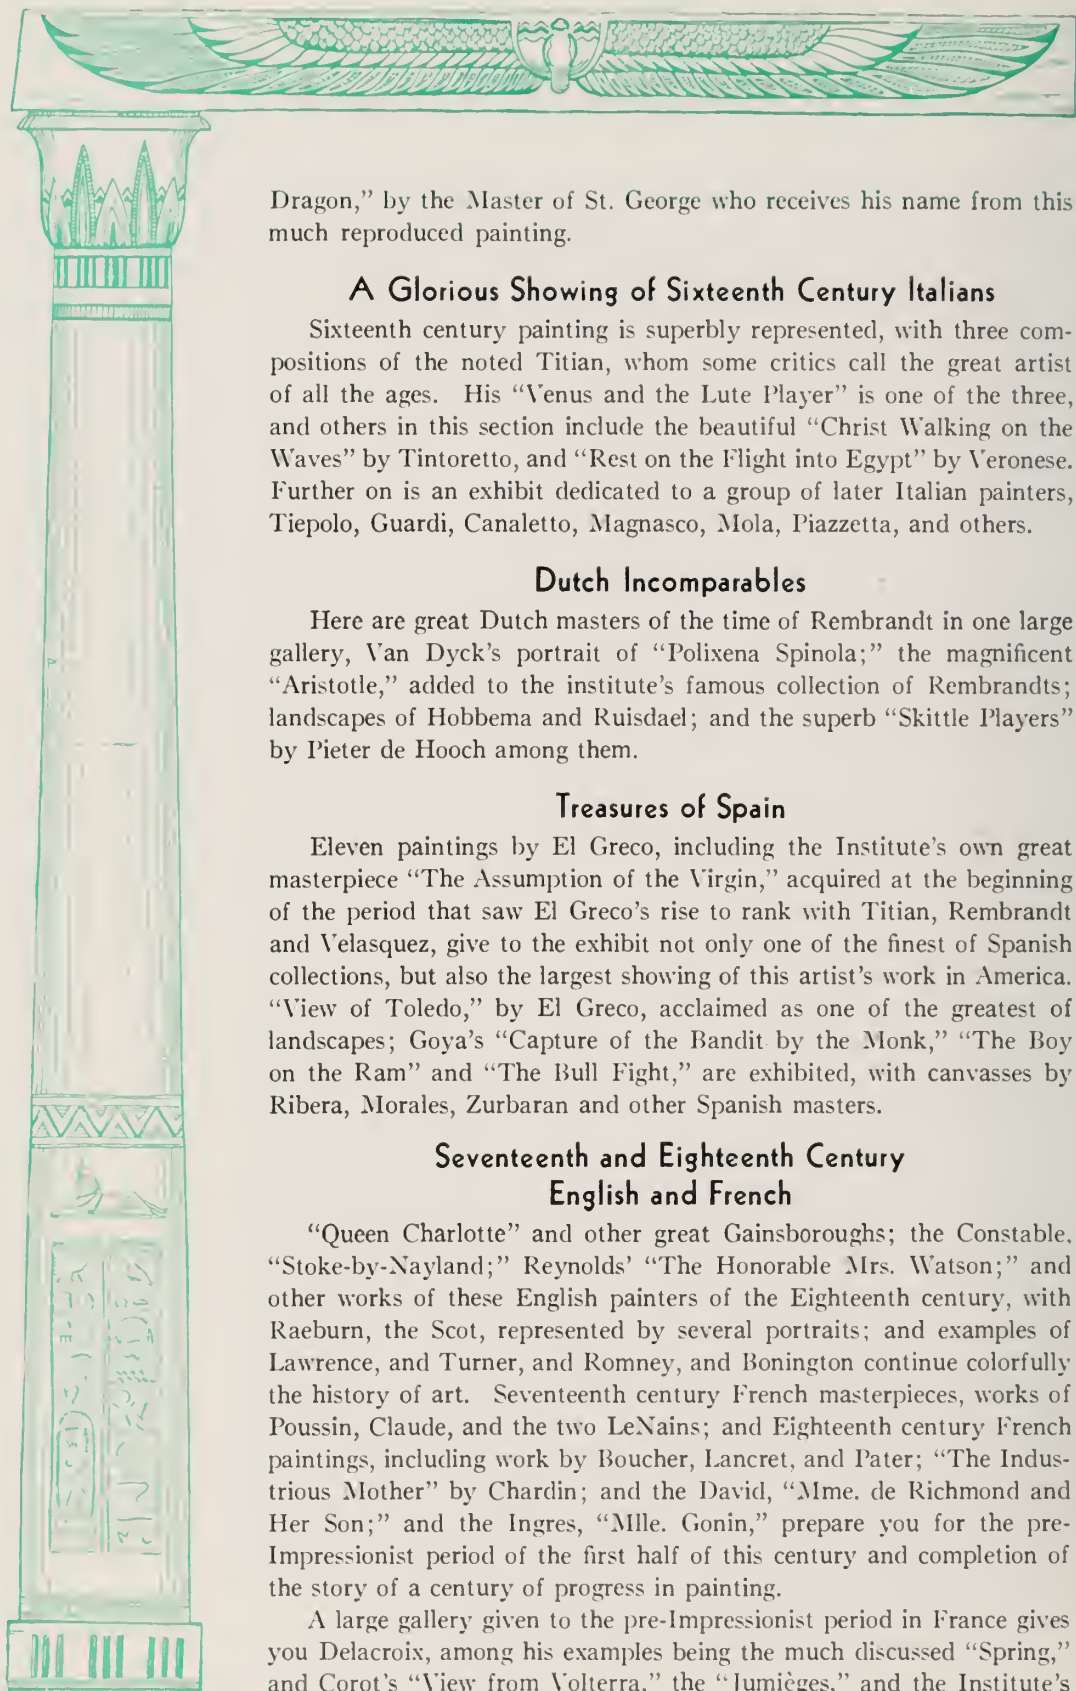 Dragon,” by the Master of St. George who receives his name from this
much reproduced painting.
A Glorious Showing of Sixteenth Century Italians
Sixteenth century painting is superbly represented, with three com-
positions of the noted Titian, whom some critics call the great artist
of all the ages. His “Venus and the Lute Player” is one of the three,
and others in this section include the beautiful “Christ Walking on the
Waves” by Tintoretto, and “Rest on the Flight into Egypt” by Veronese.
Further on is an exhibit dedicated to a group of later Italian painters,
Tiepolo, Guardi, Canaletto, Magnasco, Mola, Piazzetta, and others.
Dutch Incomparables
Here are great Dutch masters of the time of Rembrandt in one large
gallery, Van Dyck’s portrait of “Polixena Spinola;” the magnificent
“Aristotle,” added to the institute’s famous collection of Rembrandts;
landscapes of Hobbema and Ruisdael; and the superb “Skittle Players”
by Pieter de Hooch among them.
Treasures of Spain
Eleven paintings by El Greco, including the Institute’s own great
masterpiece “The Assumption of the Virgin,” acquired at the beginning
of the period that saw El Greco’s rise to rank with Titian, Rembrandt
and Velasquez, give to the exhibit not only one of the finest of Spanish
collections, but also the largest showing of this artist’s work in America.
“View of Toledo,” by El Greco, acclaimed as one of the greatest of
landscapes; Goya’s “Capture of the Bandit by the Monk,” “The Boy
on the Ram” and “The Bull Fight,” are exhibited, with canvasses by
Ribera, Morales, Zurbaran and other Spanish masters.
Seventeenth and Eighteenth Century
English and French
“Queen Charlotte” and other great Gainsboroughs; the Constable,
“Stoke-by-Nayland;” Reynolds’ “The Honorable Mrs. Watson;” and
other works of these English painters of the Eighteenth century, with
Raeburn, the Scot, represented by several portraits; and examples of
Lawrence, and Turner, and Romney, and Bonington continue colorfully
the history of art. Seventeenth century French masterpieces, works of
Poussin, Claude, and the two LeNains; and Eighteenth century French
paintings, including work by Boucher, Lancret, and Pater; “The Indus-
trious Mother” by Chardin; and the David, “Mme. de Richmond and
Her Son;” and the Ingres, “Mlle. Gonin,” prepare you for the pre-
Impressionist period of the first half of this century and completion of
the story of a century of progress in painting.
A large gallery given to the pre-Impressionist period in France gives
you Delacroix, among his examples being the much discussed “Spring,”
and Corot’s “View from Volterra,” the “Jumièges,” and the Institute’s